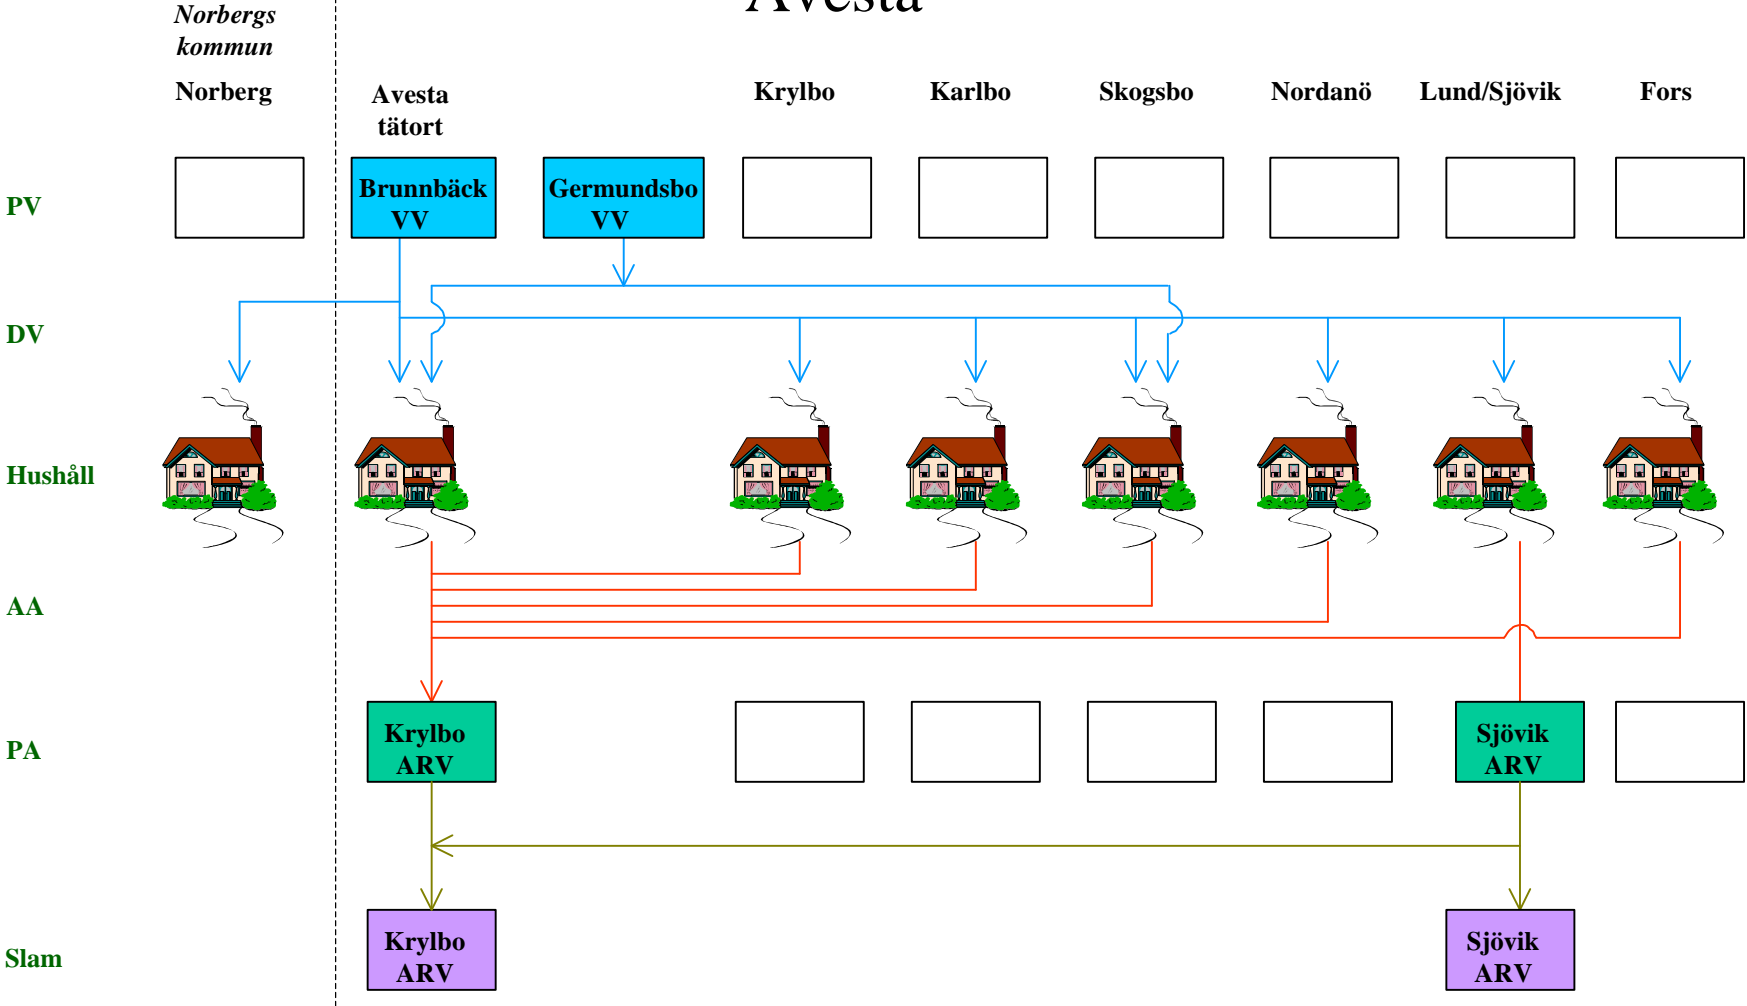 Avesta
Norbergs
kommun
Norberg
Avesta
tätort
Krylbo
Karlbo
Skogsbo
Nordanö
Lund/Sjövik
Fors
PV
Brunnbäck
VV
Germundsbo
VV
DV
Hushåll
AA
PA
Krylbo
ARV
Sjövik
ARV
Slam
Krylbo
ARV
Sjövik
ARV